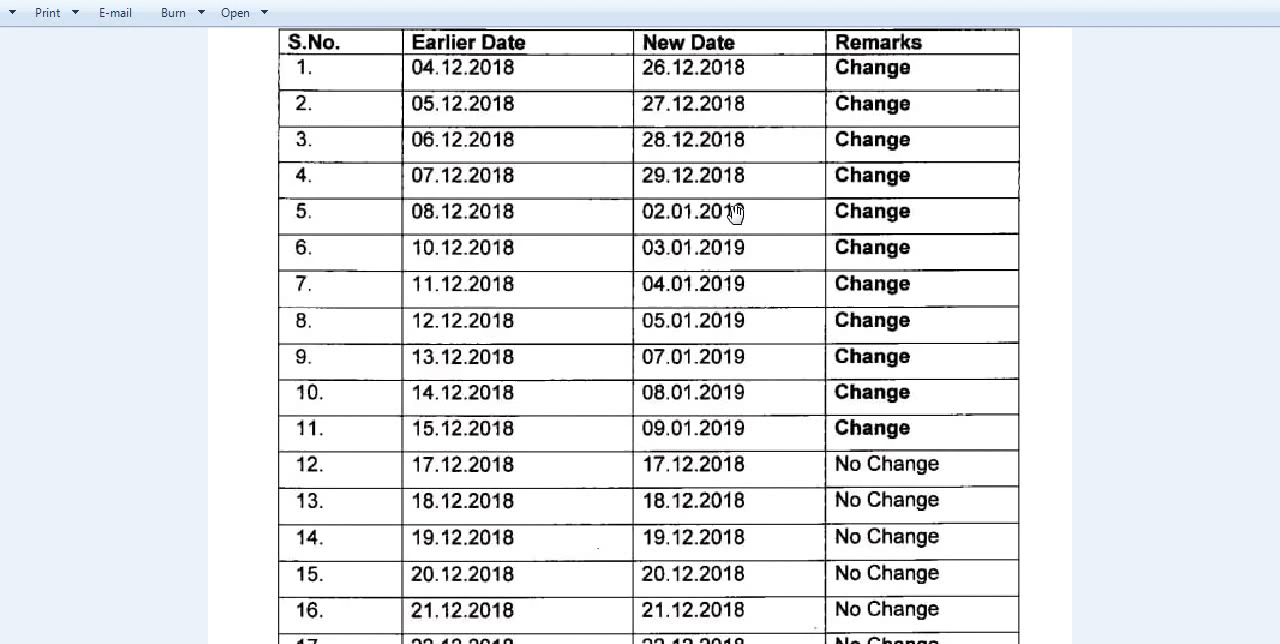 Print E-mail Burn Open
S.No. Earlier Date New Date Remarks
1. 04.12.2018 26.12.2018 Change
2. 05.12.2018 27.12.2018 Change
3. 06.12.2018 28.12.2018 Change
4. 07.12.2018 29.12.2018 Change
5. 08.12.2018 02.01.2019 Change
6. 10.12.2018 03.01.2019 Change
7. 11.12.2018 04.01.2019 Change
8. 12.12.2018 05.01.2019 Change
9. 13.12.2018 07.01.2019 Change
10. 14.12.2018 08.01.2019 Change
11. 15.12.2018 09.01.2019 Change
12. 17.12.2018 17.12.2018 No Change
13. 18.12.2018 18.12.2018 No Change
14. 19.12.2018 19.12.2018 No Change
15. 20.12.2018 20.12.2018 No Change
16. 21.12.2018 21.12.2018 No Change
No Change